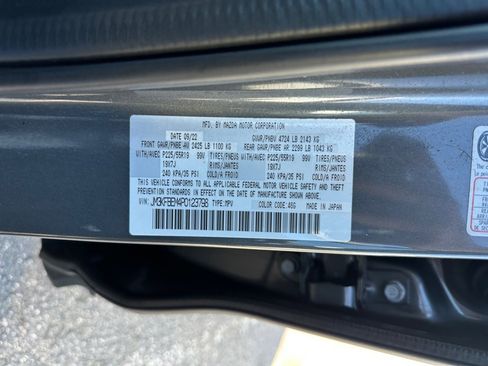 MFD. BY MAZDA MOTOR CORPORATION
DATE 09/22 GVWR/PNBV 4724 LB 2143 KG
FRONT GAWR/PNBE AV 2425 LB 1100 KG REAR GAWR/PNBE AR 2299 LB 1043 KG
WITH/AVEC P225/55R19 99V TIRES/PNEUS WITH/AVEC P225/55R19 99V TIRES/PNEUS
19X7J RIMS/JANTES 19X7J RIMS/JANTES
240 KPA/35 PSI COLD/A FROID 240 KPA/35 PSI COLD/A FROID
THIS VEHICLE CONFORMS TO ALL APPLICABLE FEDERAL MOTOR VEHICLE SAFETY AND THEFT
PREVENTION STANDARDS IN EFFECT ON THE DATE OF MANUFACTURE SHOWN ABOVE.
VIN: TYPE:MPV COLOR CODE:46G MADE IN JAPAN